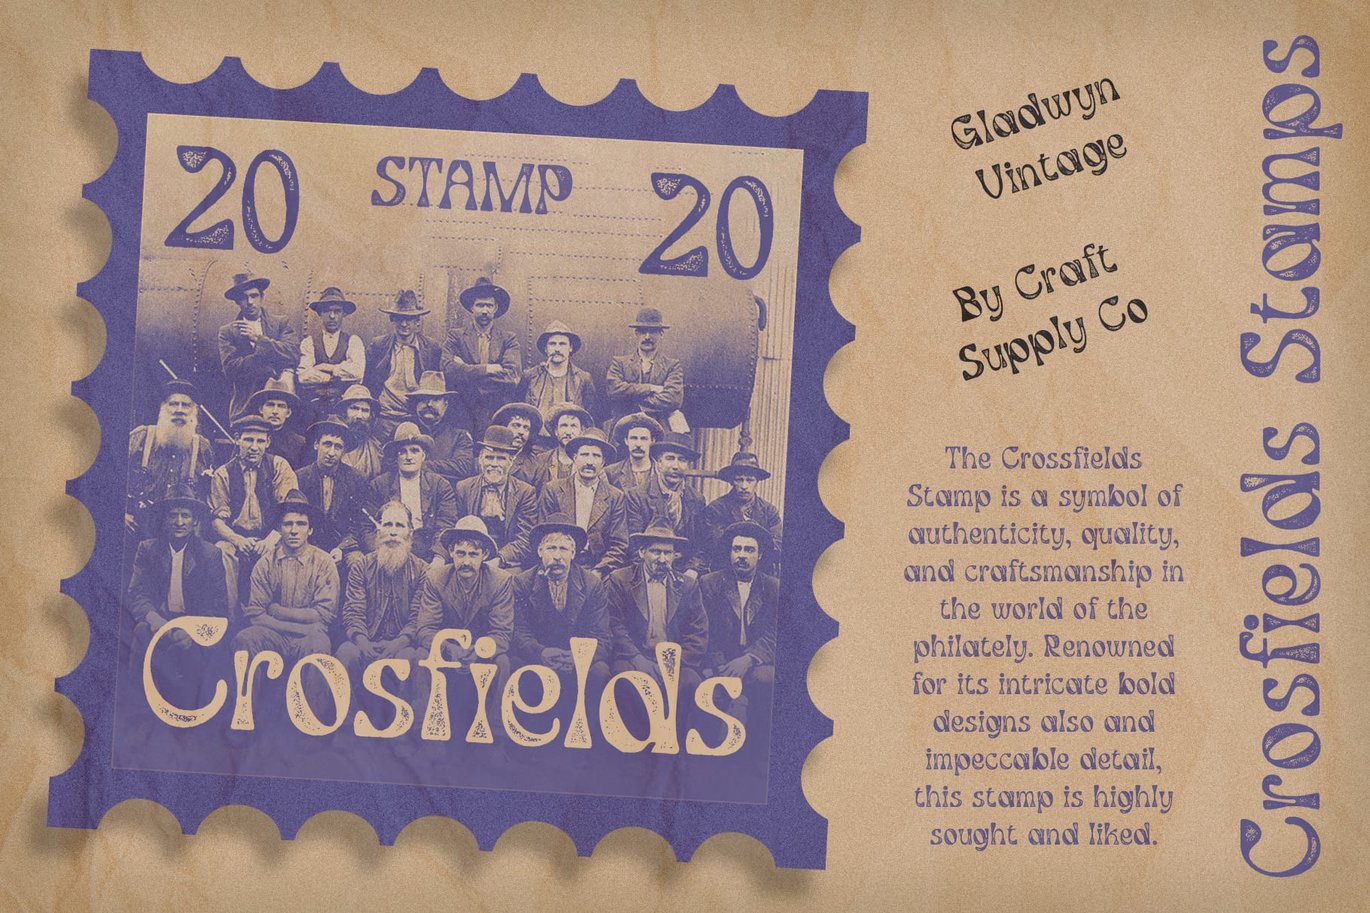 20 STAMP 20
Crosfields
Gladwyn
Vintage
By Craft
Supply Co
The Crossfields
Stamp is a symbol of
authenticity, quality,
and craftsmanship in
the world of the
philately. Renowned
for its intricate bold
designs also and
impeccable detail,
this stamp is highly
sought and liked.
Crosfields Stamps